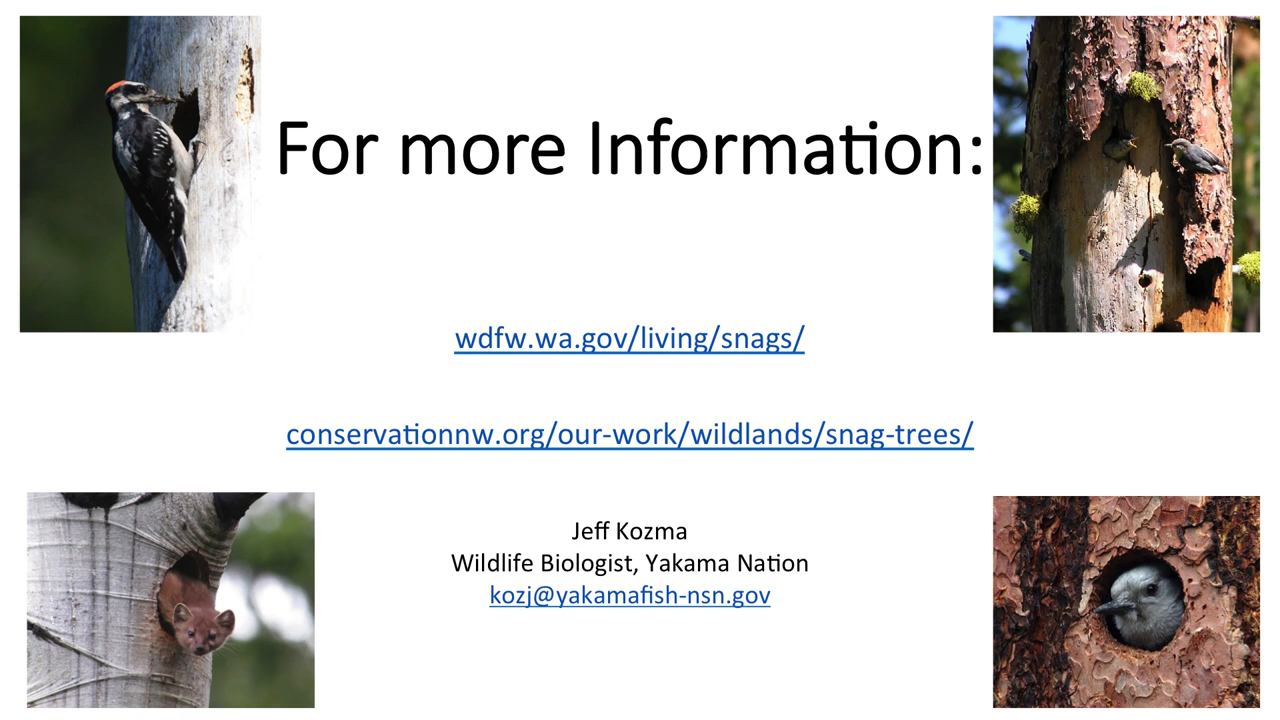 For more Information:
wdfw.wa.gov/living/snags/
conservationnw.org/our-work/wildlands/snag-trees/
Jeff Kozma
Wildlife Biologist, Yakama Nation
kozj@yakamafish-nsn.gov